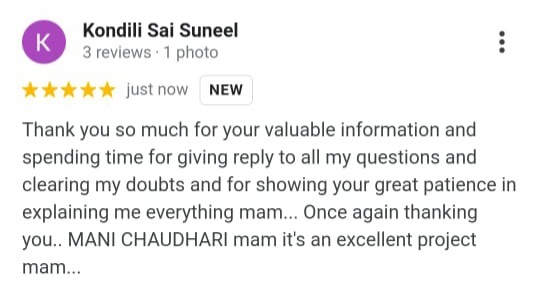 K
Kondili Sai Suneel
3 reviews · 1 photo
just now NEW
Thank you so much for your valuable information and
spending time for giving reply to all my questions and
clearing my doubts and for showing your great patience in
explaining me everything mam... Once again thanking
you.. MANI CHAUDHARI mam it's an excellent project
mam...